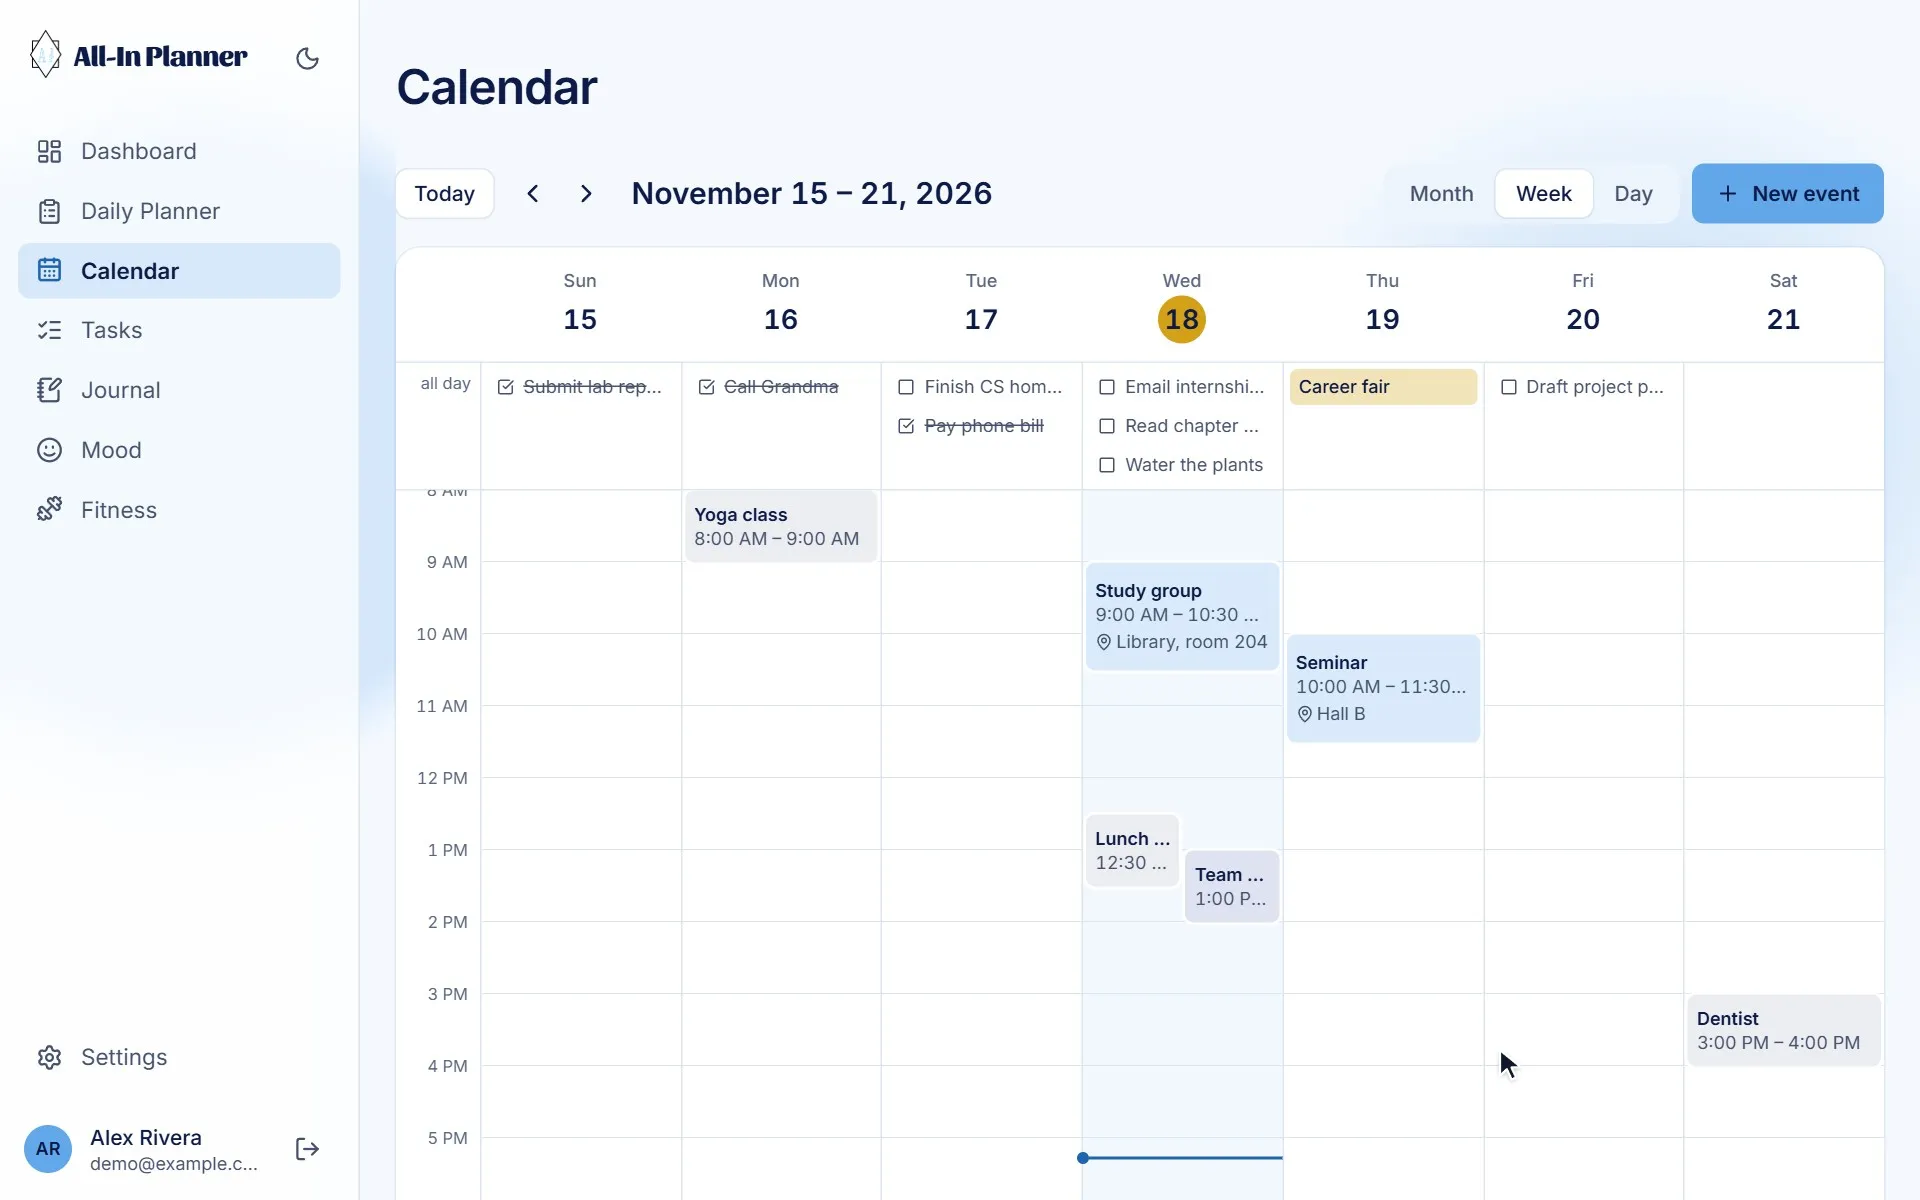 All-In Planner
Dashboard
Daily Planner
Calendar
Tasks
Journal
Mood
Fitness
Settings
AR
Alex Rivera
demo@example.c...
Calendar
Today
November 15 – 21, 2026
Month
Week
Day
+ New event
Sun
15
Mon
16
Tue
17
Wed
18
Thu
19
Fri
20
Sat
21
all day
Submit lab rep...
Call Grandma
Finish CS hom...
Pay phone bill
Email internshi...
Read chapter ...
Water the plants
Career fair
Draft project p...
8 AM
9 AM
10 AM
11 AM
12 PM
1 PM
2 PM
3 PM
4 PM
5 PM
Yoga class
8:00 AM – 9:00 AM
Study group
9:00 AM – 10:30 ...
Library, room 204
Lunch ...
12:30 ...
Team ...
1:00 P...
Seminar
10:00 AM – 11:30...
Hall B
Dentist
3:00 PM – 4:00 PM